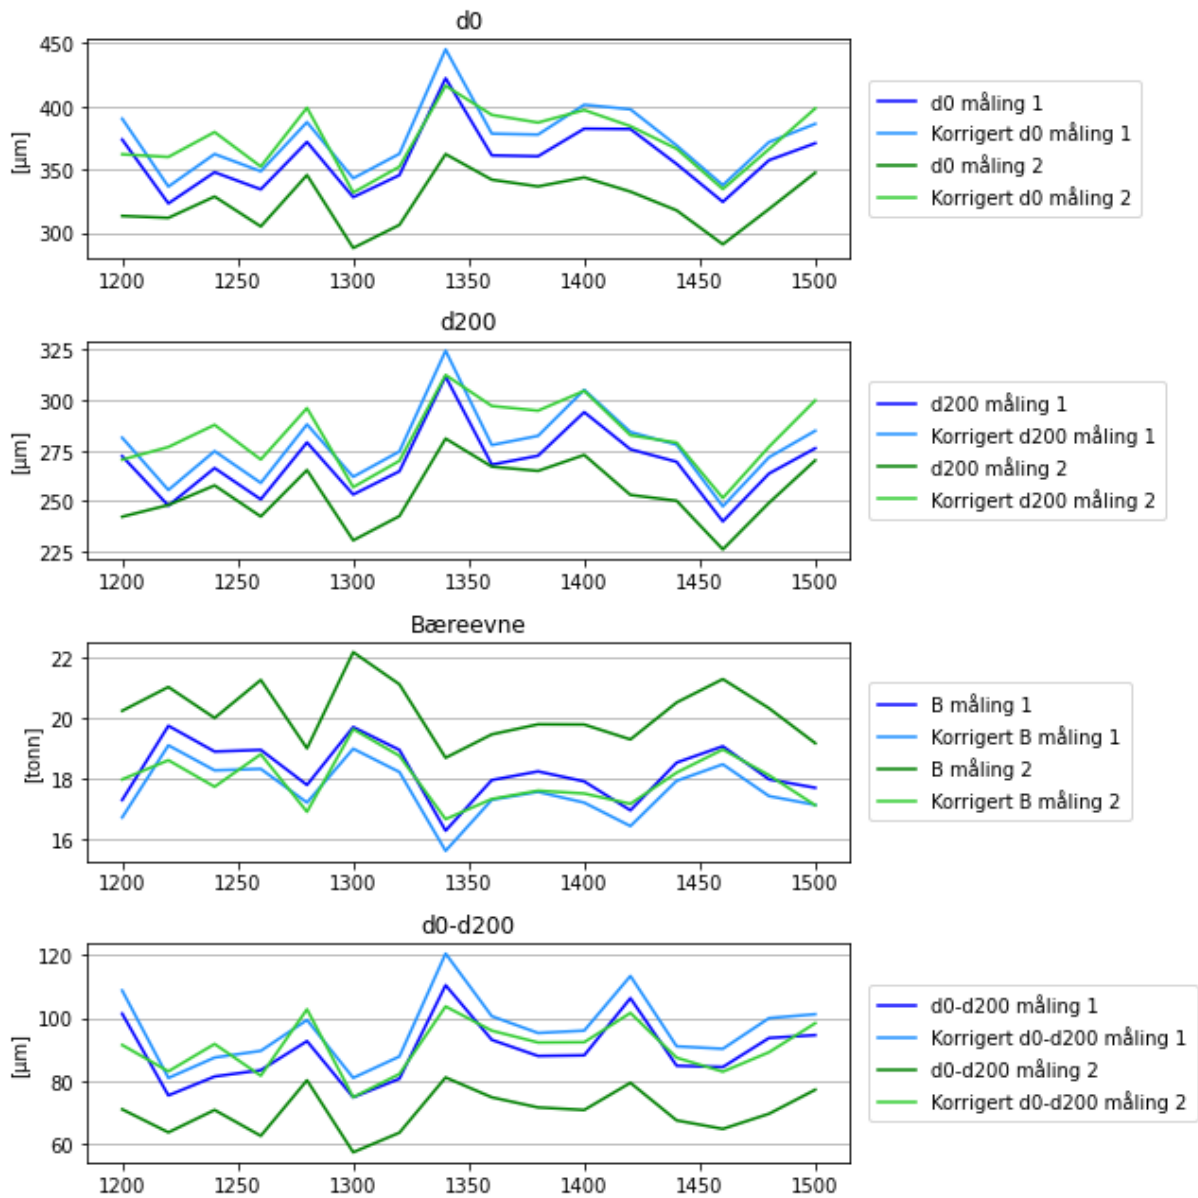 d0
450
400
350
300
[µm]
1200 1250 1300 1350 1400 1450 1500
d0 måling 1
Korrigert d0 måling 1
d0 måling 2
Korrigert d0 måling 2
d200
325
300
275
250
225
[µm]
1200 1250 1300 1350 1400 1450 1500
d200 måling 1
Korrigert d200 måling 1
d200 måling 2
Korrigert d200 måling 2
Bæreevne
22
20
18
16
[tonn]
1200 1250 1300 1350 1400 1450 1500
B måling 1
Korrigert B måling 1
B måling 2
Korrigert B måling 2
d0-d200
120
100
80
60
[µm]
1200 1250 1300 1350 1400 1450 1500
d0-d200 måling 1
Korrigert d0-d200 måling 1
d0-d200 måling 2
Korrigert d0-d200 måling 2